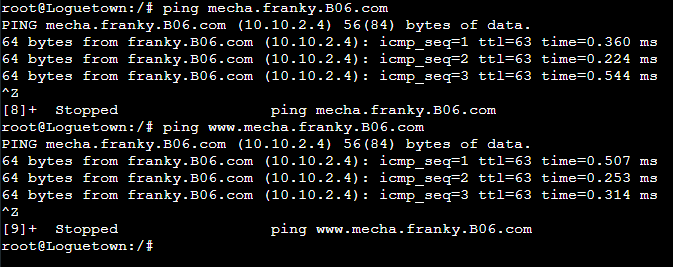 root@Loguetown:/# ping mecha.franky.B06.com
PING mecha.franky.B06.com (10.10.2.4) 56(84) bytes of data.
64 bytes from franky.B06.com (10.10.2.4): icmp_seq=1 ttl=63 time=0.360 ms
64 bytes from franky.B06.com (10.10.2.4): icmp_seq=2 ttl=63 time=0.224 ms
64 bytes from franky.B06.com (10.10.2.4): icmp_seq=3 ttl=63 time=0.544 ms
^Z
[8]+  Stopped                 ping mecha.franky.B06.com
root@Loguetown:/# ping www.mecha.franky.B06.com
PING mecha.franky.B06.com (10.10.2.4) 56(84) bytes of data.
64 bytes from franky.B06.com (10.10.2.4): icmp_seq=1 ttl=63 time=0.507 ms
64 bytes from franky.B06.com (10.10.2.4): icmp_seq=2 ttl=63 time=0.253 ms
64 bytes from franky.B06.com (10.10.2.4): icmp_seq=3 ttl=63 time=0.314 ms
^Z
[9]+  Stopped                 ping www.mecha.franky.B06.com
root@Loguetown:/#